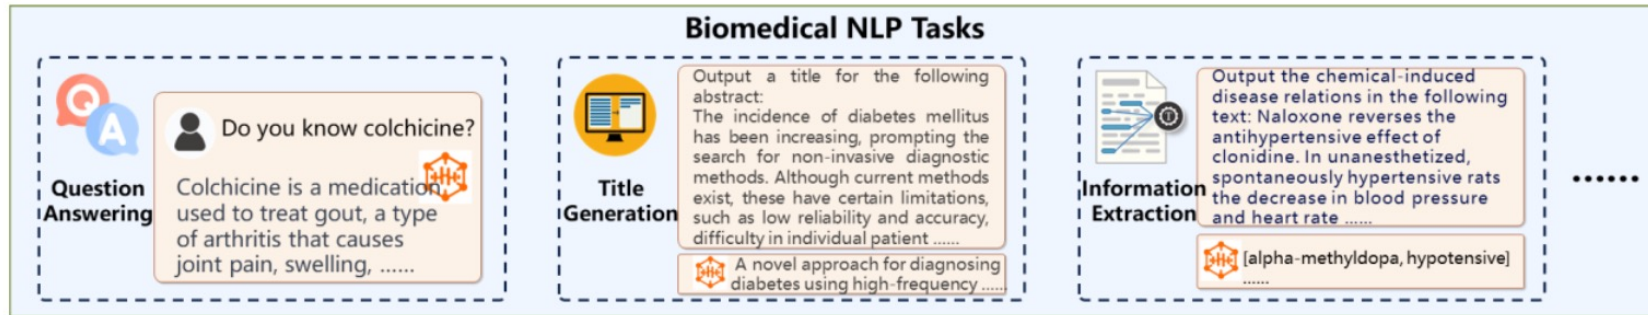 Biomedical NLP Tasks
Q
A
Question
Answering
Do you know colchicine?
Colchicine is a medication,
used to treat gout, a type
of arthritis that causes
joint pain, swelling, ......
Title
Generation
Output a title for the following
abstract:
The incidence of diabetes mellitus
has been increasing, prompting the
search for non-invasive diagnostic
methods. Although current methods
exist, these have certain limitations,
such as low reliability and accuracy,
difficulty in individual patient ......
A novel approach for diagnosing
diabetes using high-frequency ......
Information
Extraction
Output the chemical-induced
disease relations in the following
text: Naloxone reverses the
antihypertensive effect of
clonidine. In unanesthetized,
spontaneously hypertensive rats
the decrease in blood pressure
and heart rate ......
[alpha-methyldopa, hypotensive]
......
......